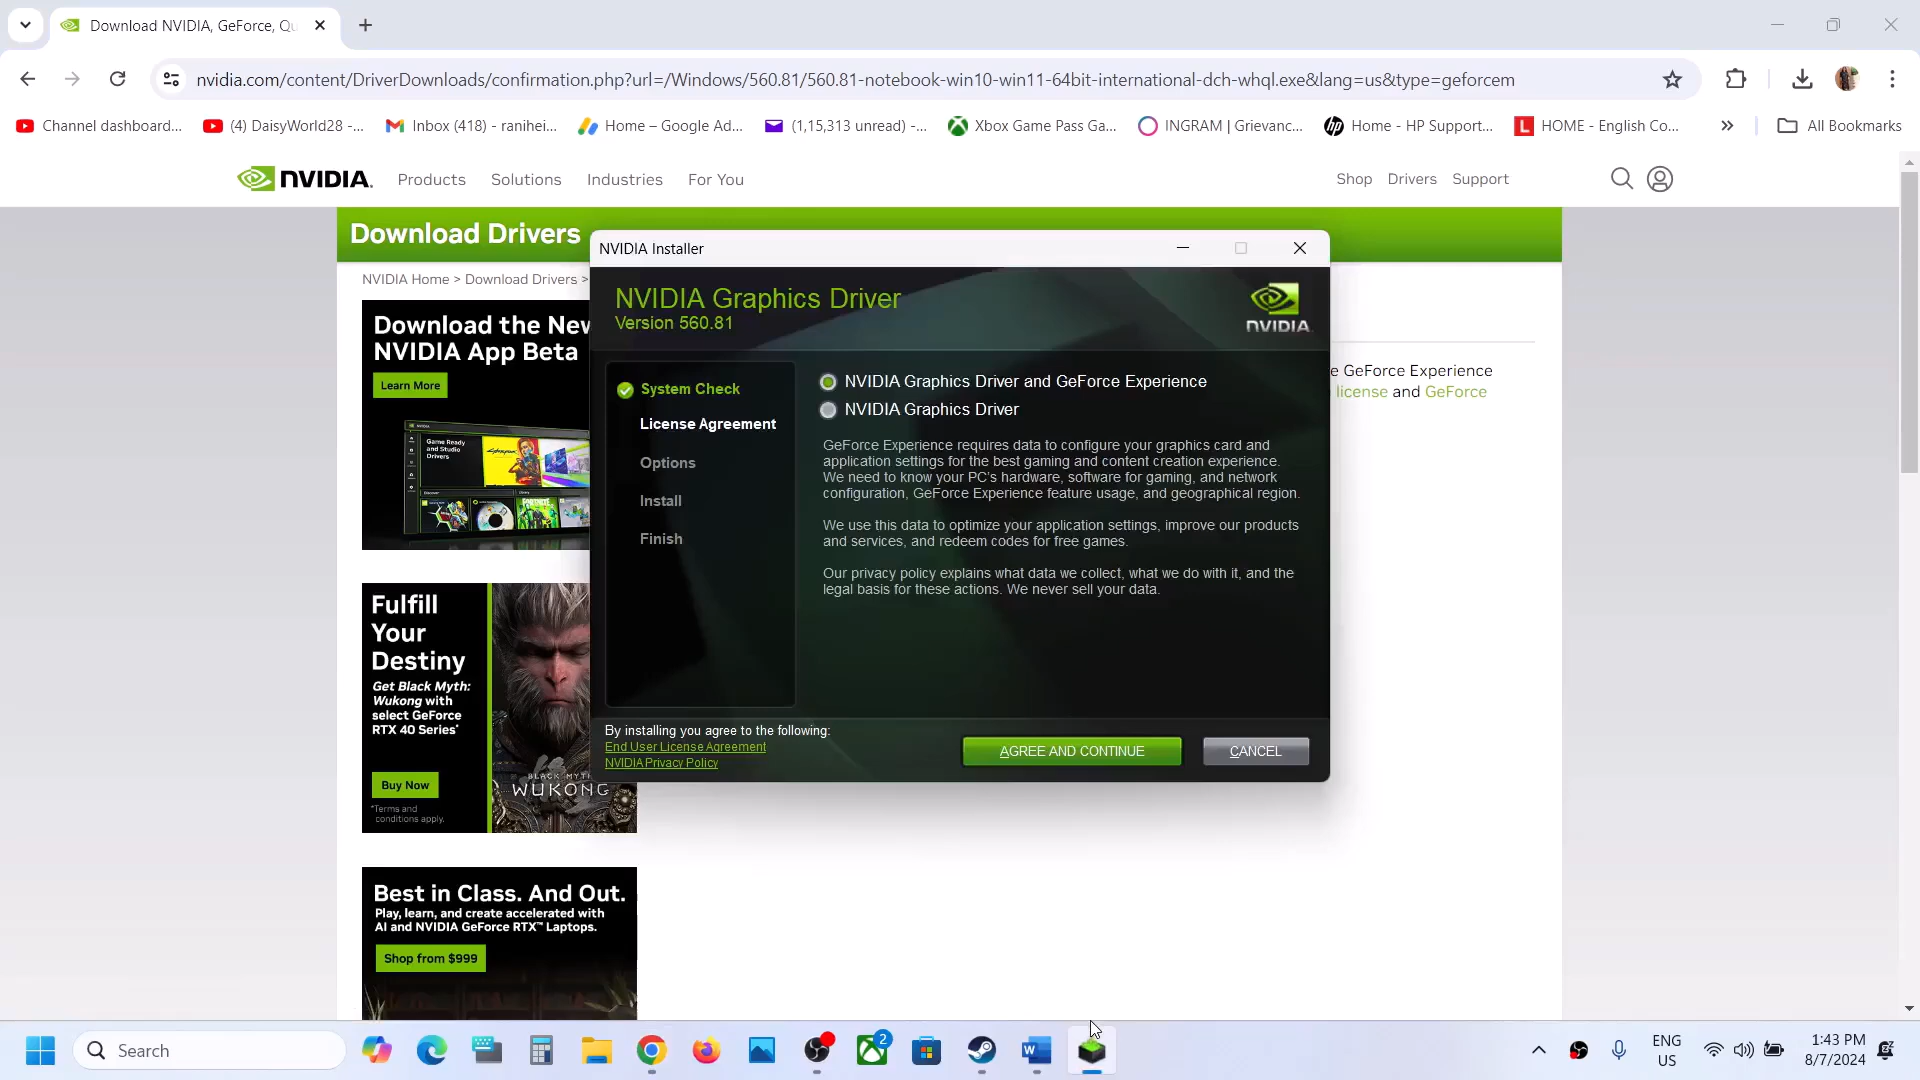 Download NVIDIA, GeForce, Qu
nvidia.com/content/DriverDownloads/confirmation.php?url=/Windows/560.81/560.81-notebook-win10-win11-64bit-international-dch-whql.exe&lang=us&type=geforcem
Channel dashboard...
(4) DaisyWorld28 -...
Inbox (418) - ranihei...
Home – Google Ad...
(1,15,313 unread) -...
Xbox Game Pass Ga...
INGRAM | Grievanc...
Home - HP Support...
HOME - English Co...
All Bookmarks
NVIDIA.
Products
Solutions
Industries
For You
Shop
Drivers
Support
Download Drivers
NVIDIA Home > Download Drivers >
Download the New
NVIDIA App Beta
Learn More
Game Ready
and Studio
Drivers
e GeForce Experience
license and GeForce
NVIDIA Installer
NVIDIA Graphics Driver
Version 560.81
NVIDIA
System Check
License Agreement
Options
Install
Finish
NVIDIA Graphics Driver and GeForce Experience
NVIDIA Graphics Driver
GeForce Experience requires data to configure your graphics card and
application settings for the best gaming and content creation experience.
We need to know your PC's hardware, software for gaming, and network
configuration, GeForce Experience feature usage, and geographical region.
We use this data to optimize your application settings, improve our products
and services, and redeem codes for free games.
Our privacy policy explains what data we collect, what we do with it, and the
legal basis for these actions. We never sell your data.
By installing you agree to the following:
End User License Agreement
NVIDIA Privacy Policy
AGREE AND CONTINUE
CANCEL
Fulfill
Your
Destiny
Get Black Myth:
Wukong with
select GeForce
RTX 40 Series*
Buy Now
*Terms and
conditions apply.
BLACK MYTH
WUKONG
Best in Class. And Out.
Play, learn, and create accelerated with
AI and NVIDIA GeForce RTX™ Laptops.
Shop from $999
Search
2
ENG
US
1:43 PM
8/7/2024